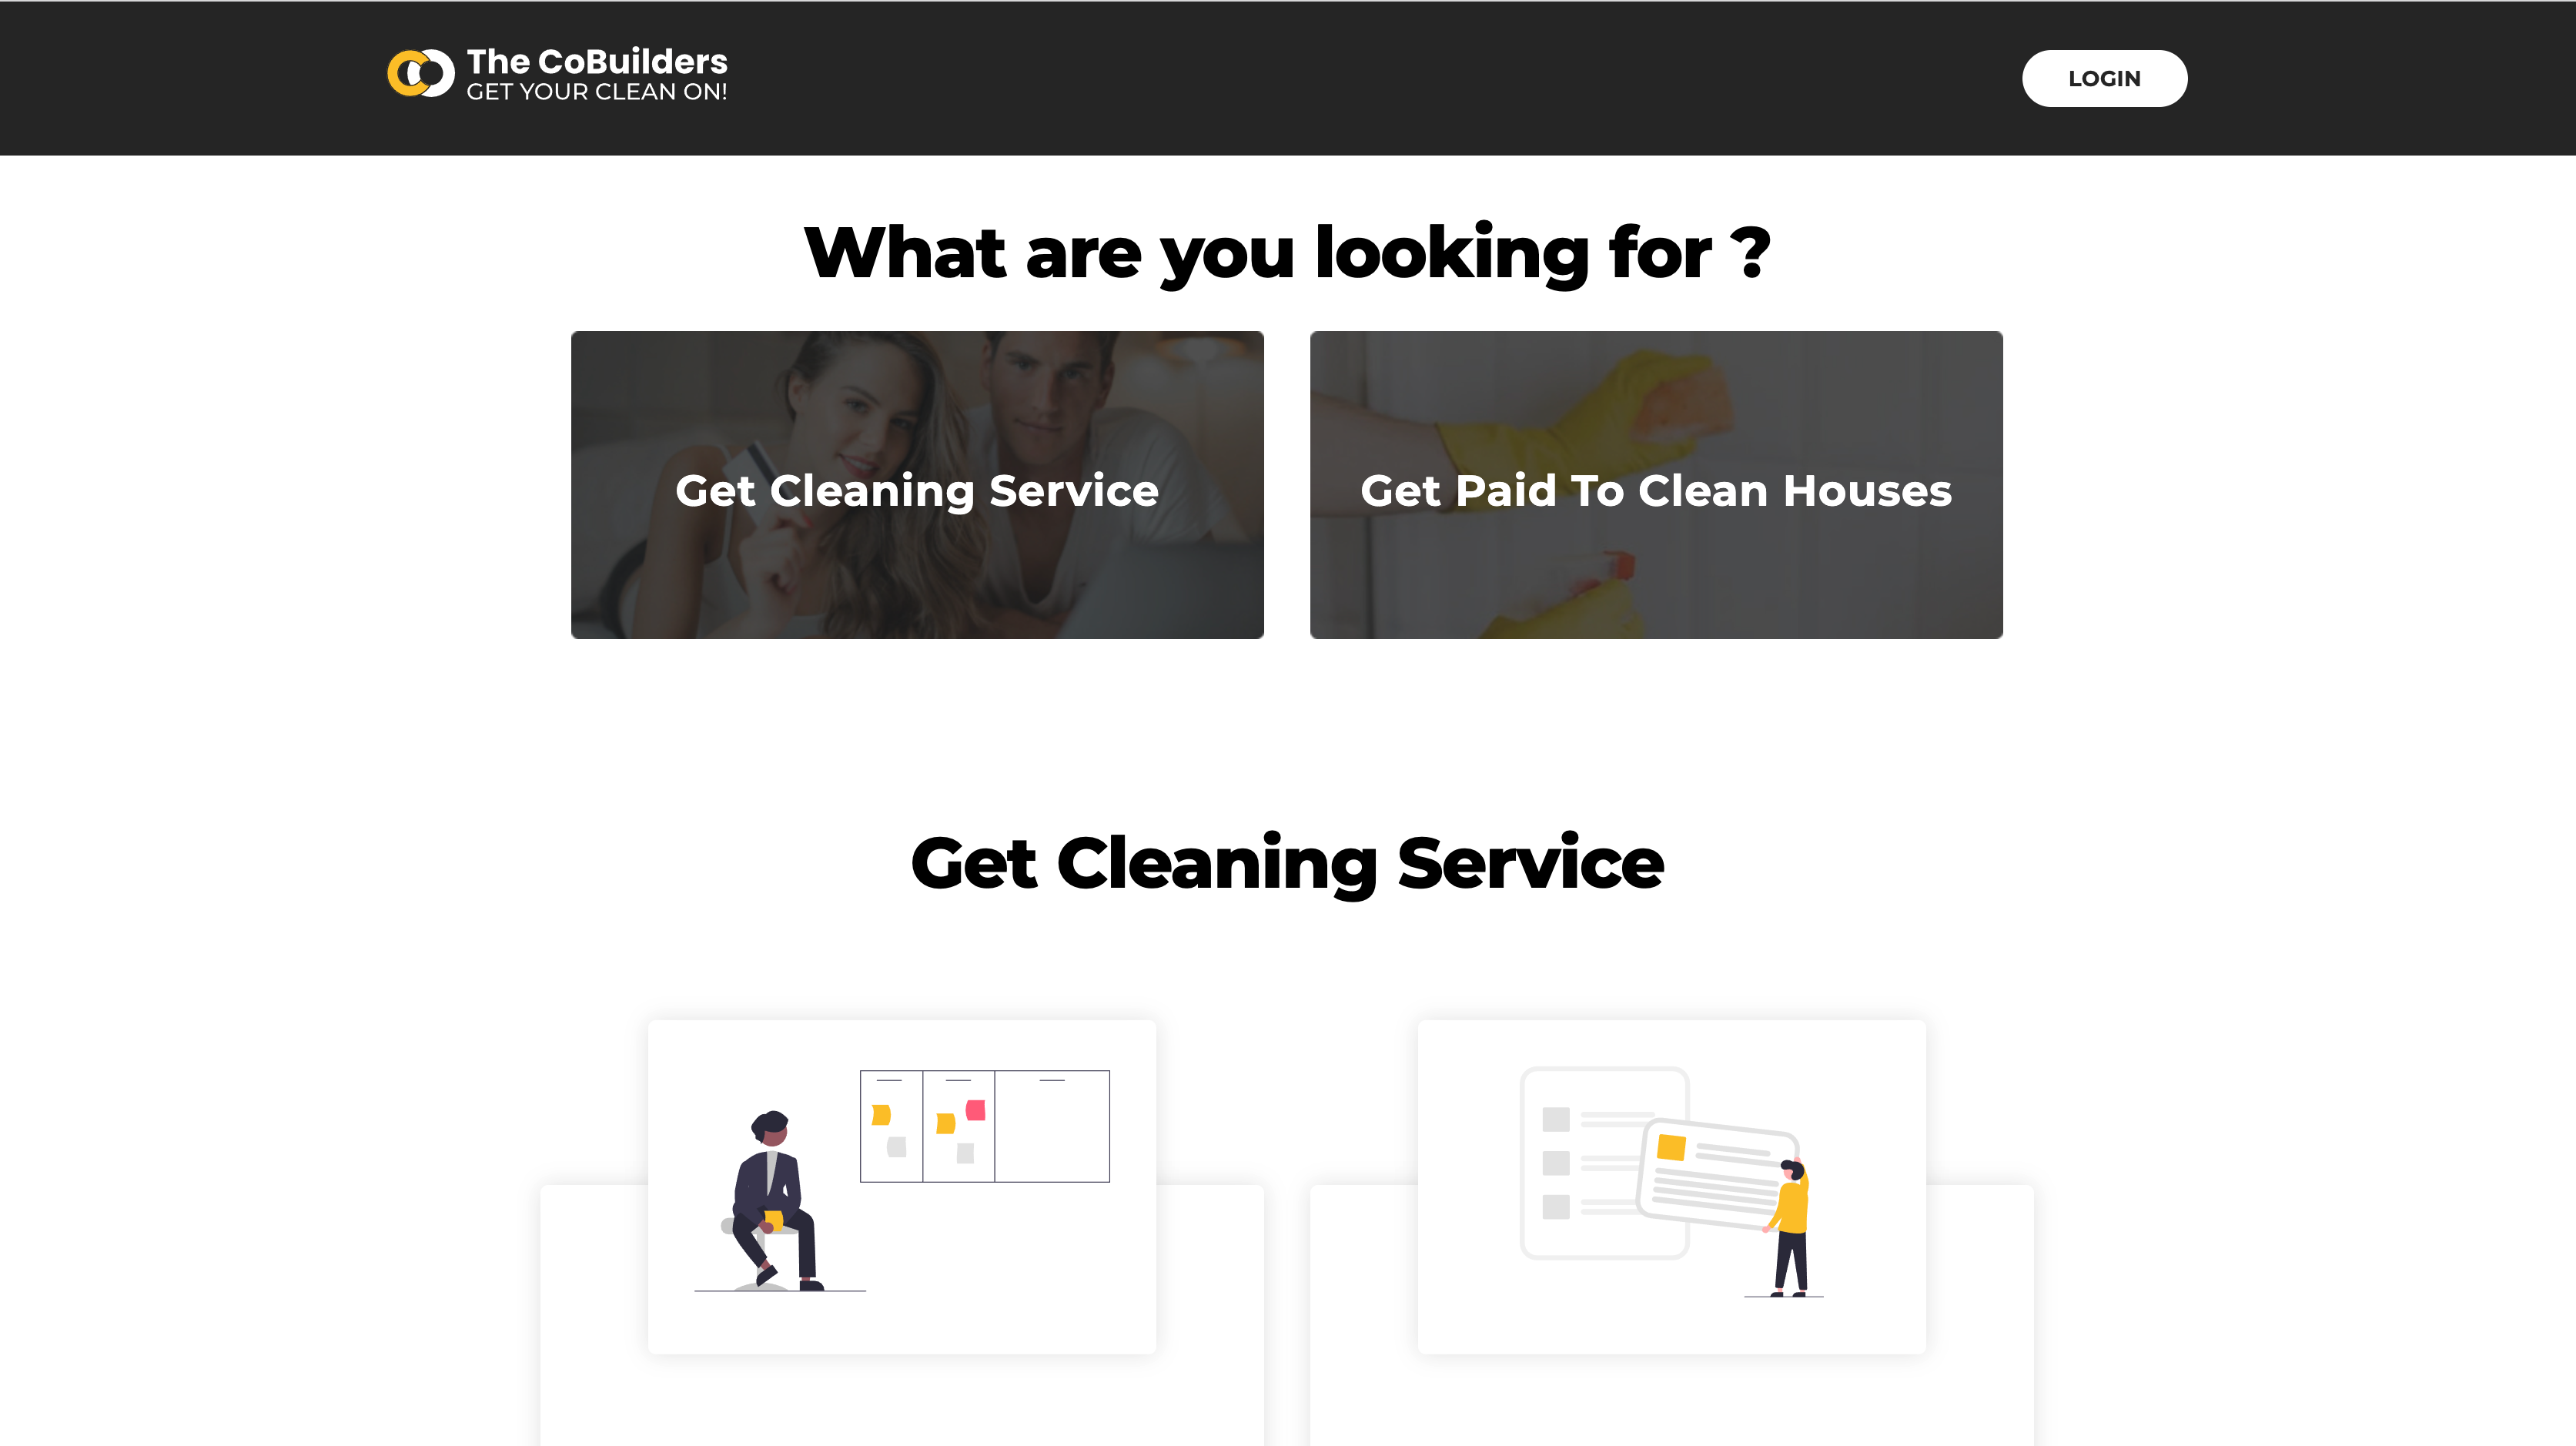 The CoBuilders
GET YOUR CLEAN ON!
LOGIN
What are you looking for ?
Get Cleaning Service
Get Paid To Clean Houses
Get Cleaning Service